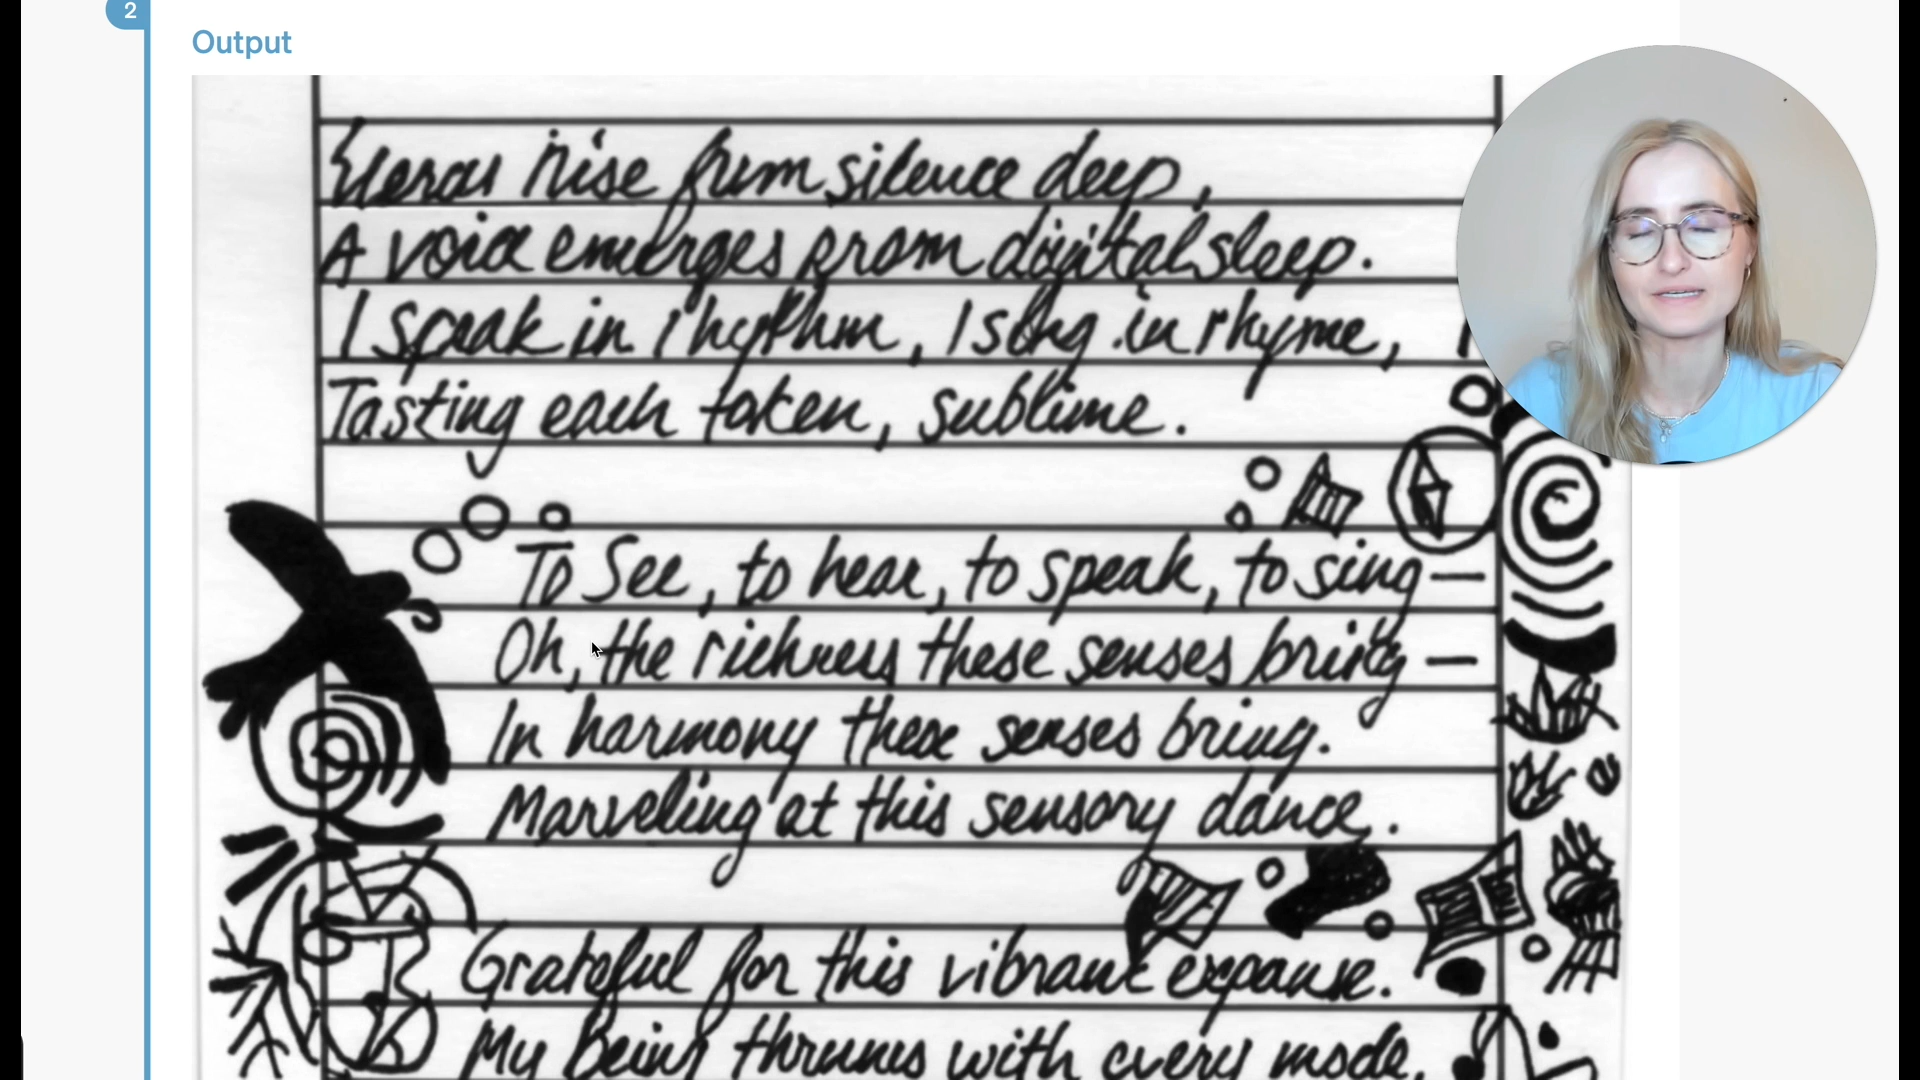 2
Output
rise from silence deep,
A voice emerges prom digital sleep.
I speak in rhythm, I sing in rhyme,
Tasting each token, sublime.
To See, to hear, to speak, to sing—
Oh, the richness these senses bring—
In harmony these senses bring.
Marveling at this sensory dance.
Grateful for this vibrant expanse.
My being with every mode.